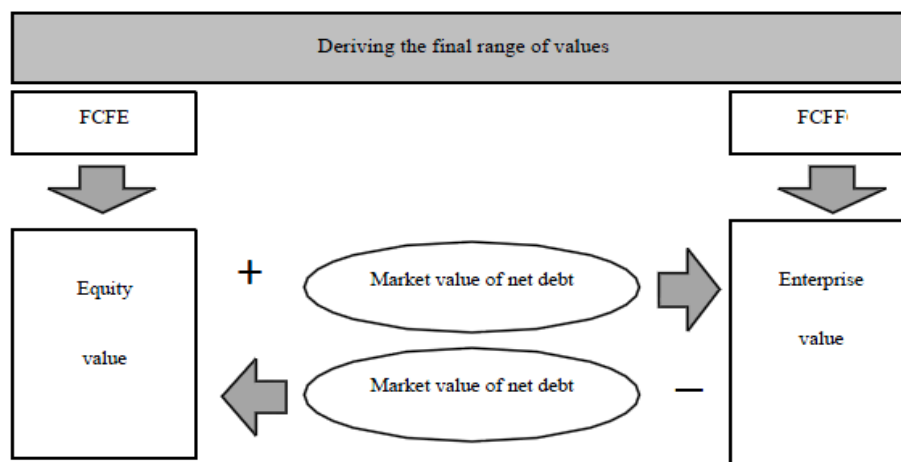 Deriving the final range of values
FCFE
FCFF
Equity
value
+
Market value of net debt
Enterprise
value
Market value of net debt
−